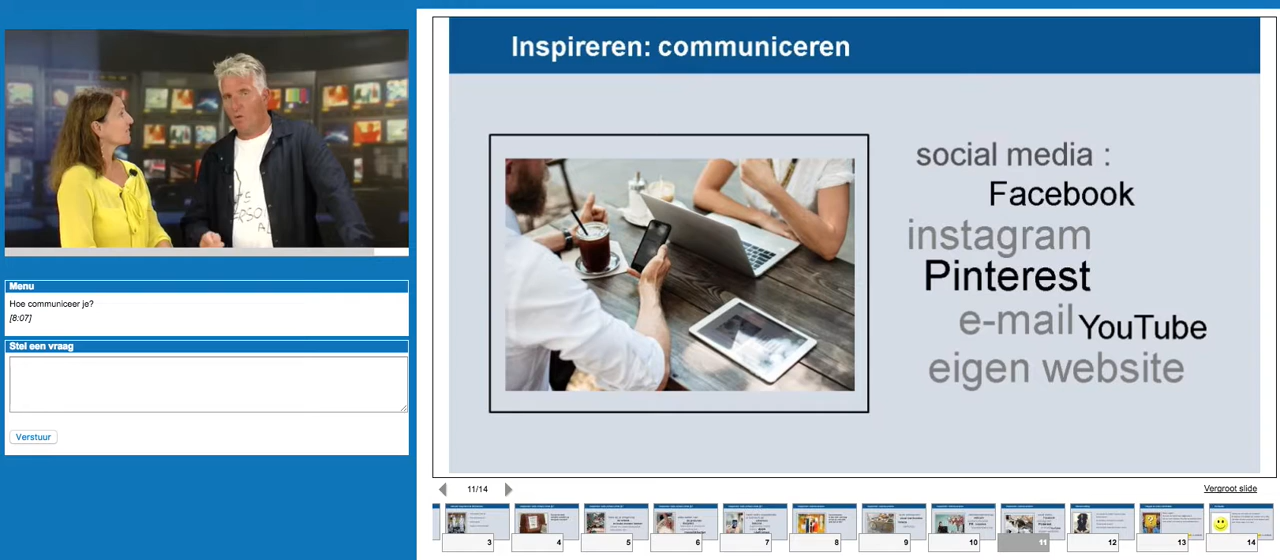 Inspireren: communiceren
social media :
Facebook
instagram
Pinterest
e-mail
YouTube
eigen website
Menu
Hoe communiceer je?
[8:07]
Stel een vraag
Verstuur
11/14
Vergroot slide
3
4
5
6
7
8
9
10
11
12
13
14